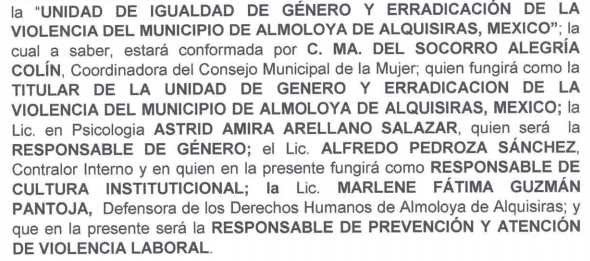 la “UNIDAD DE IGUALDAD DE GÉNERO Y ERRADICACIÓN DE LA
VIOLENCIA DEL MUNICIPIO DE ALMOLOYA DE ALQUISIRAS, MEXICO”; la
cual a saber, estará conformada por C. MA. DEL SOCORRO ALEGRÍA
COLÍN, Coordinadora del Consejo Municipal de la Mujer; quien fungirá como la
TITULAR DE LA UNIDAD DE GENERO Y ERRADICACION DE LA
VIOLENCIA DEL MUNICIPIO DE ALMOLOYA DE ALQUISIRAS, MEXICO; la
Lic. en Psicologia ASTRID AMIRA ARELLANO SALAZAR, quien será la
RESPONSABLE DE GÉNERO; el Lic. ALFREDO PEDROZA SÁNCHEZ,
Contralor Interno y en quien en la presente fungirá como RESPONSABLE DE
CULTURA INSTITUCIONAL; la Lic. MARLENE FÁTIMA GUZMÁN
PANTOJA, Defensora de los Derechos Humanos de Almoloya de Alquisiras; y
que en la presente será la RESPONSABLE DE PREVENCIÓN Y ATENCIÓN
DE VIOLENCIA LABORAL.